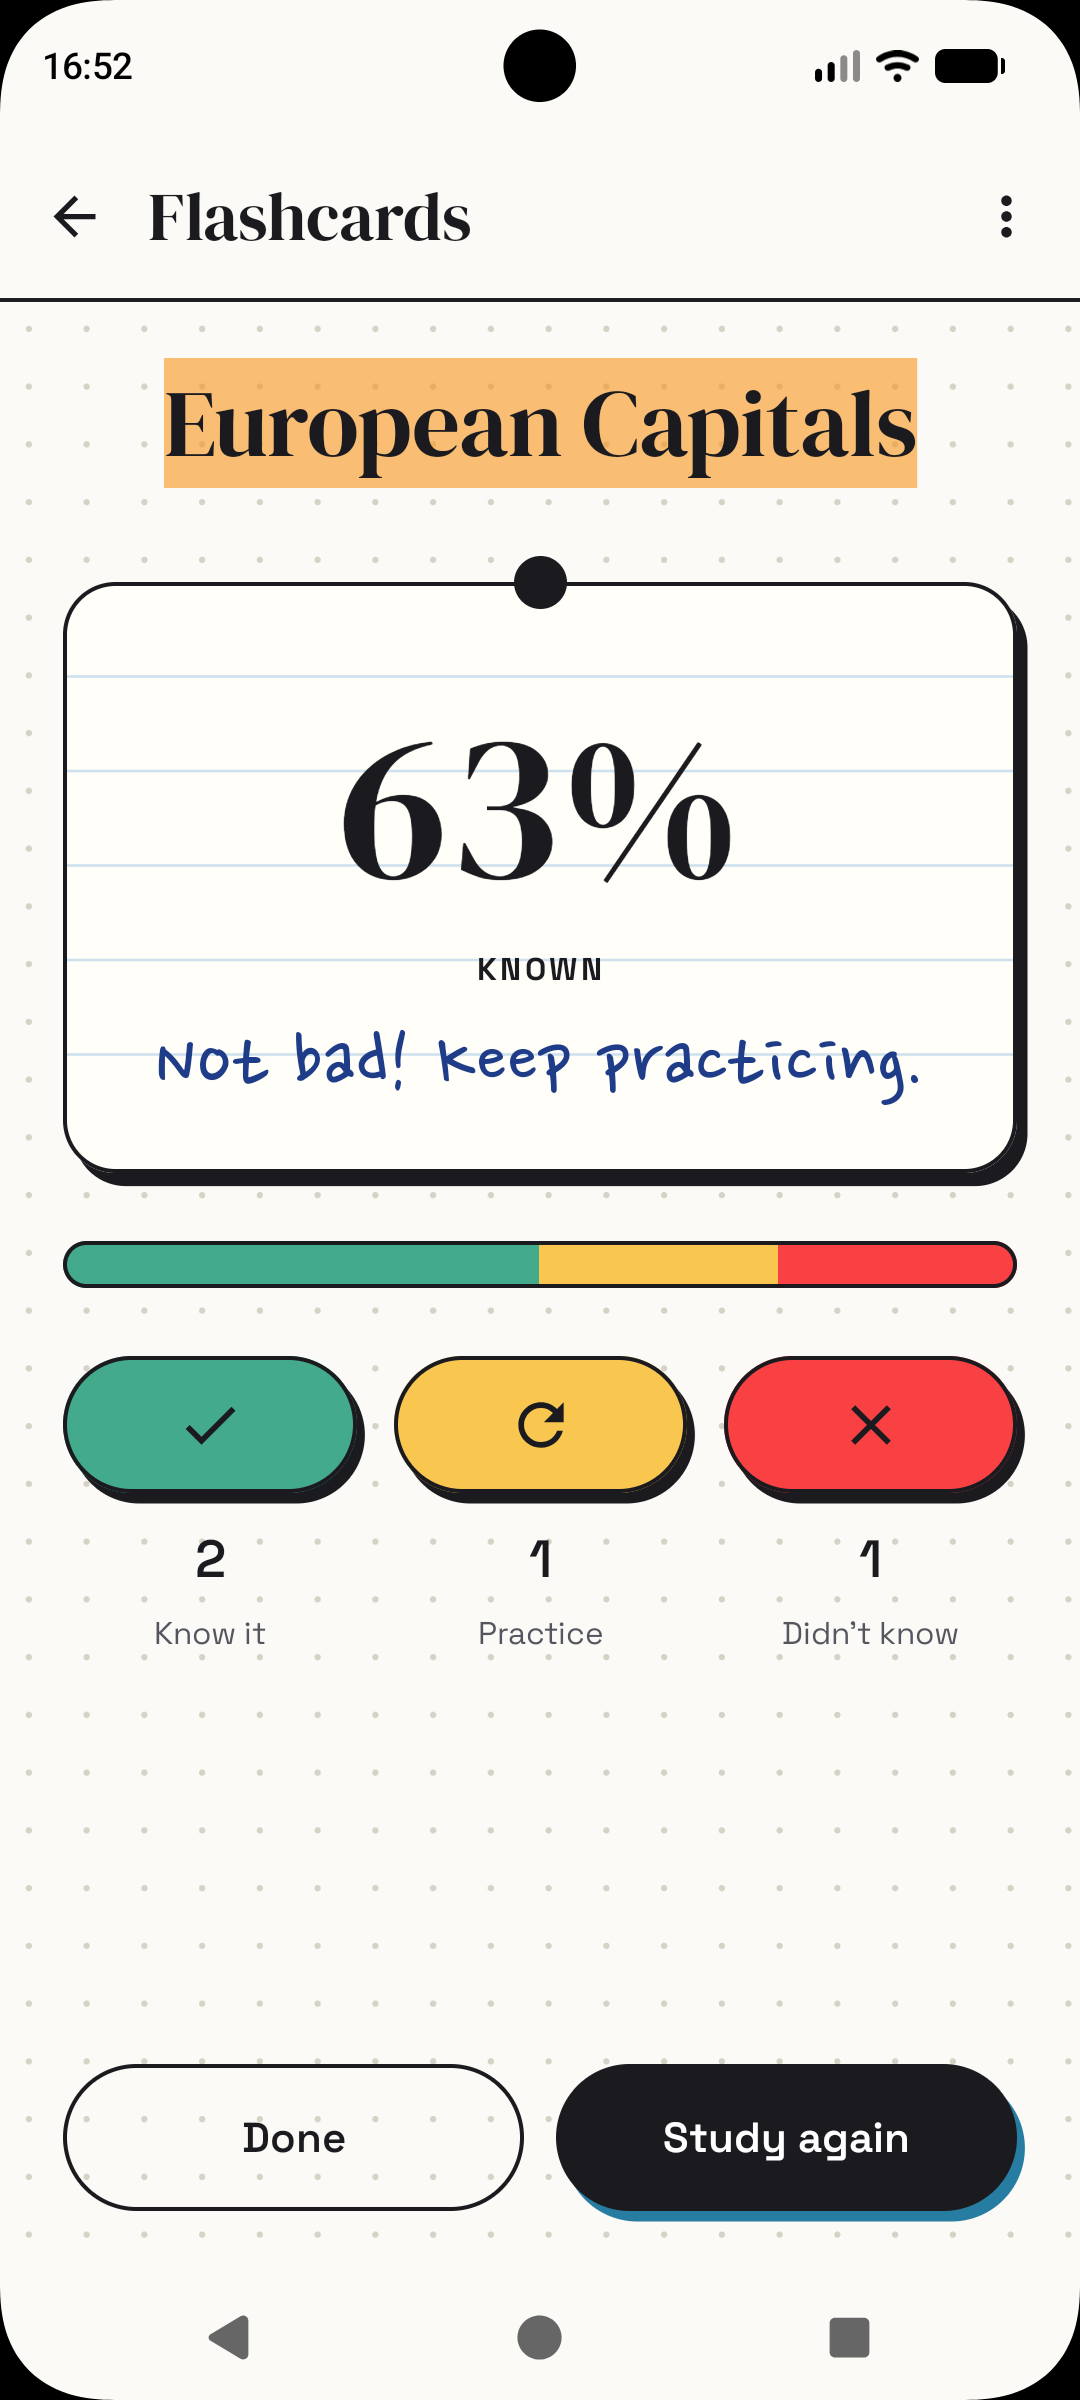 16:52
Flashcards
European Capitals
63%
KNOWN
Not bad! Keep practicing.
2
1
1
Know it
Practice
Didn't know
Done
Study again